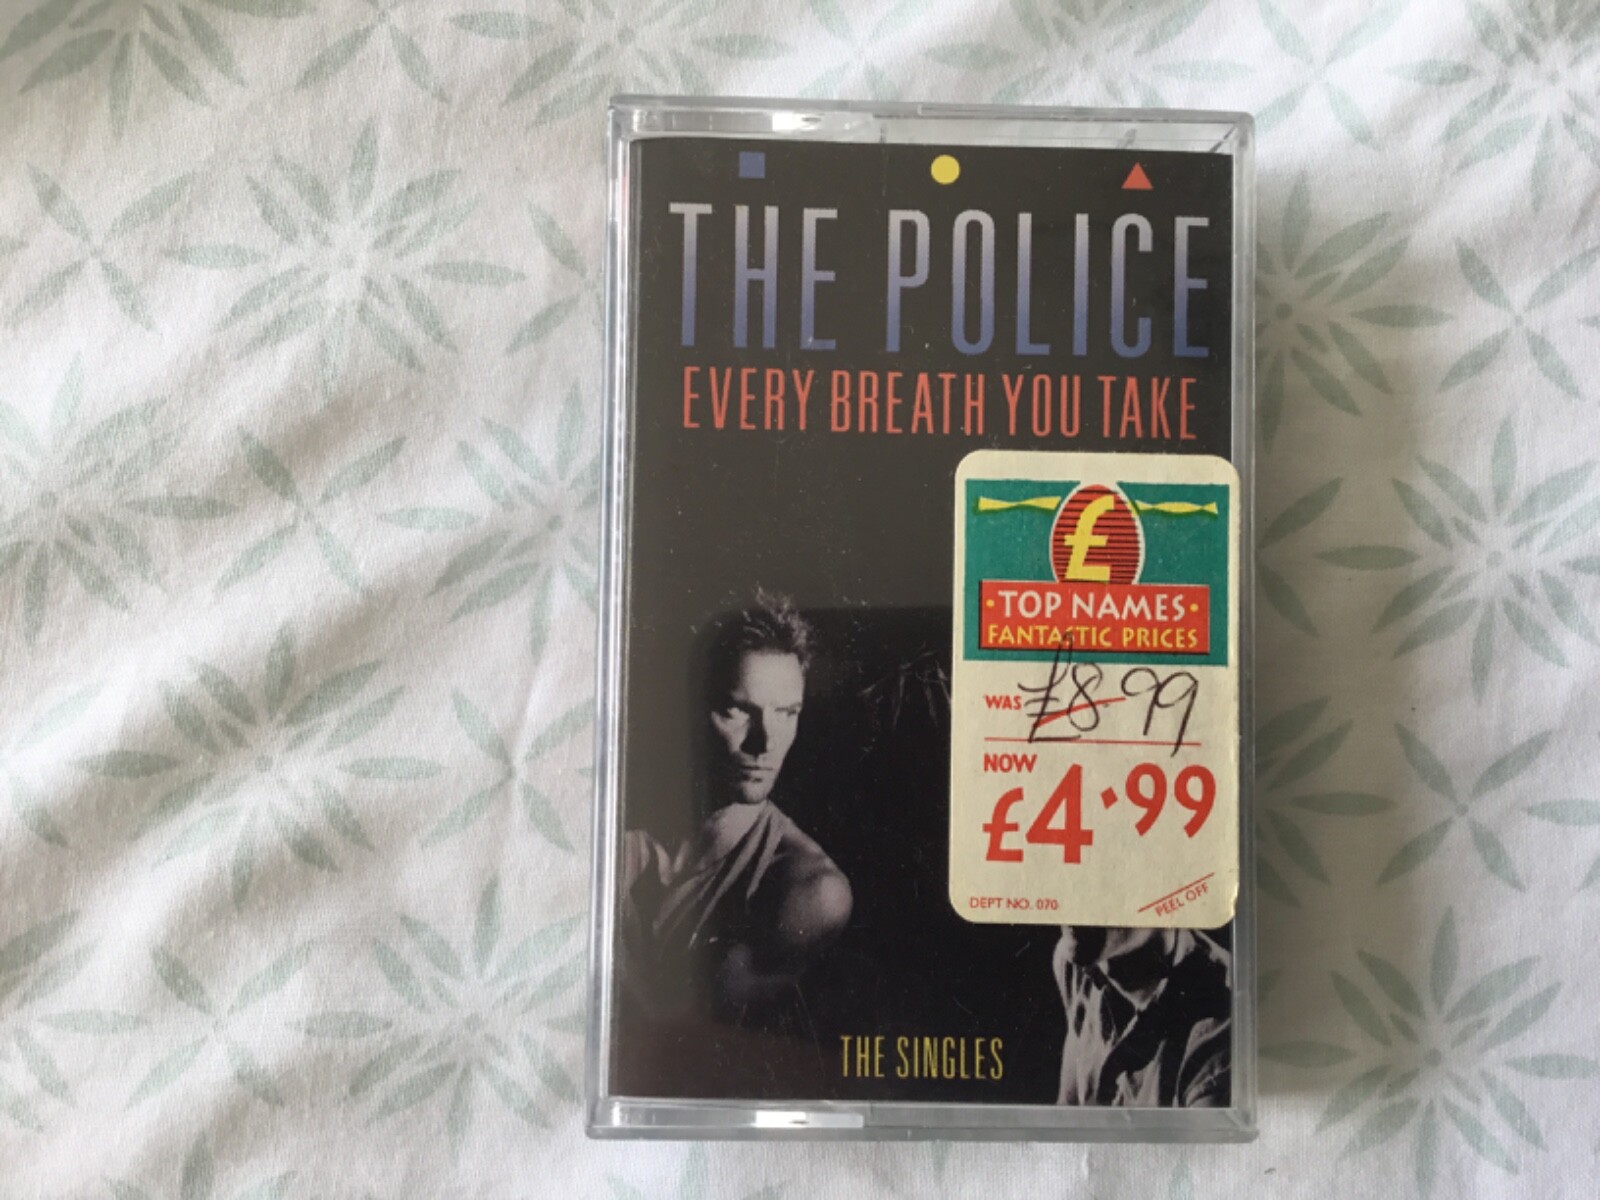 THE POLICE
EVERY BREATH YOU TAKE
£
·TOP NAMES·
FANTASTIC PRICES
WAS £8.99
NOW
£4.99
DEPT NO. 070
PEEL OFF
THE SINGLES